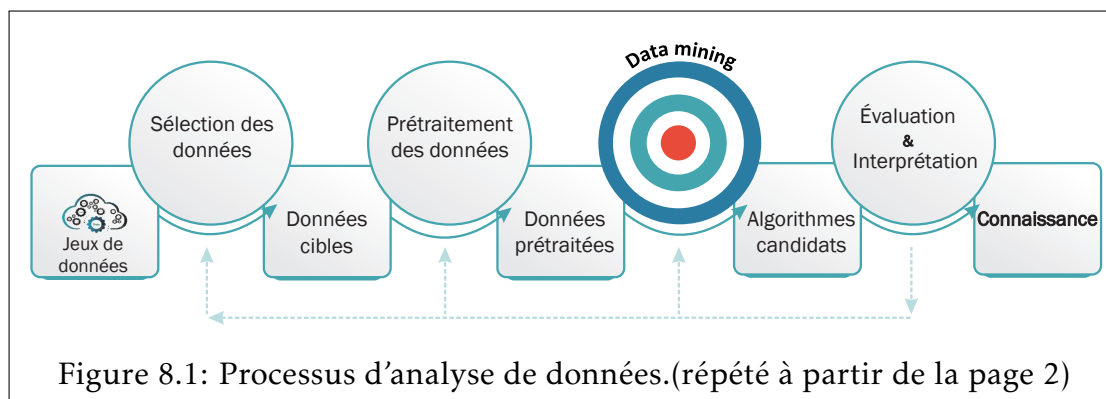 Data mining
Sélection des
données
Prétraitement
des données
Évaluation
&
Interprétation
Jeux de
données
Données
cibles
Données
prétraitées
Algorithmes
candidats
Connaissance
Figure 8.1: Processus d'analyse de données.(répété à partir de la page 2)